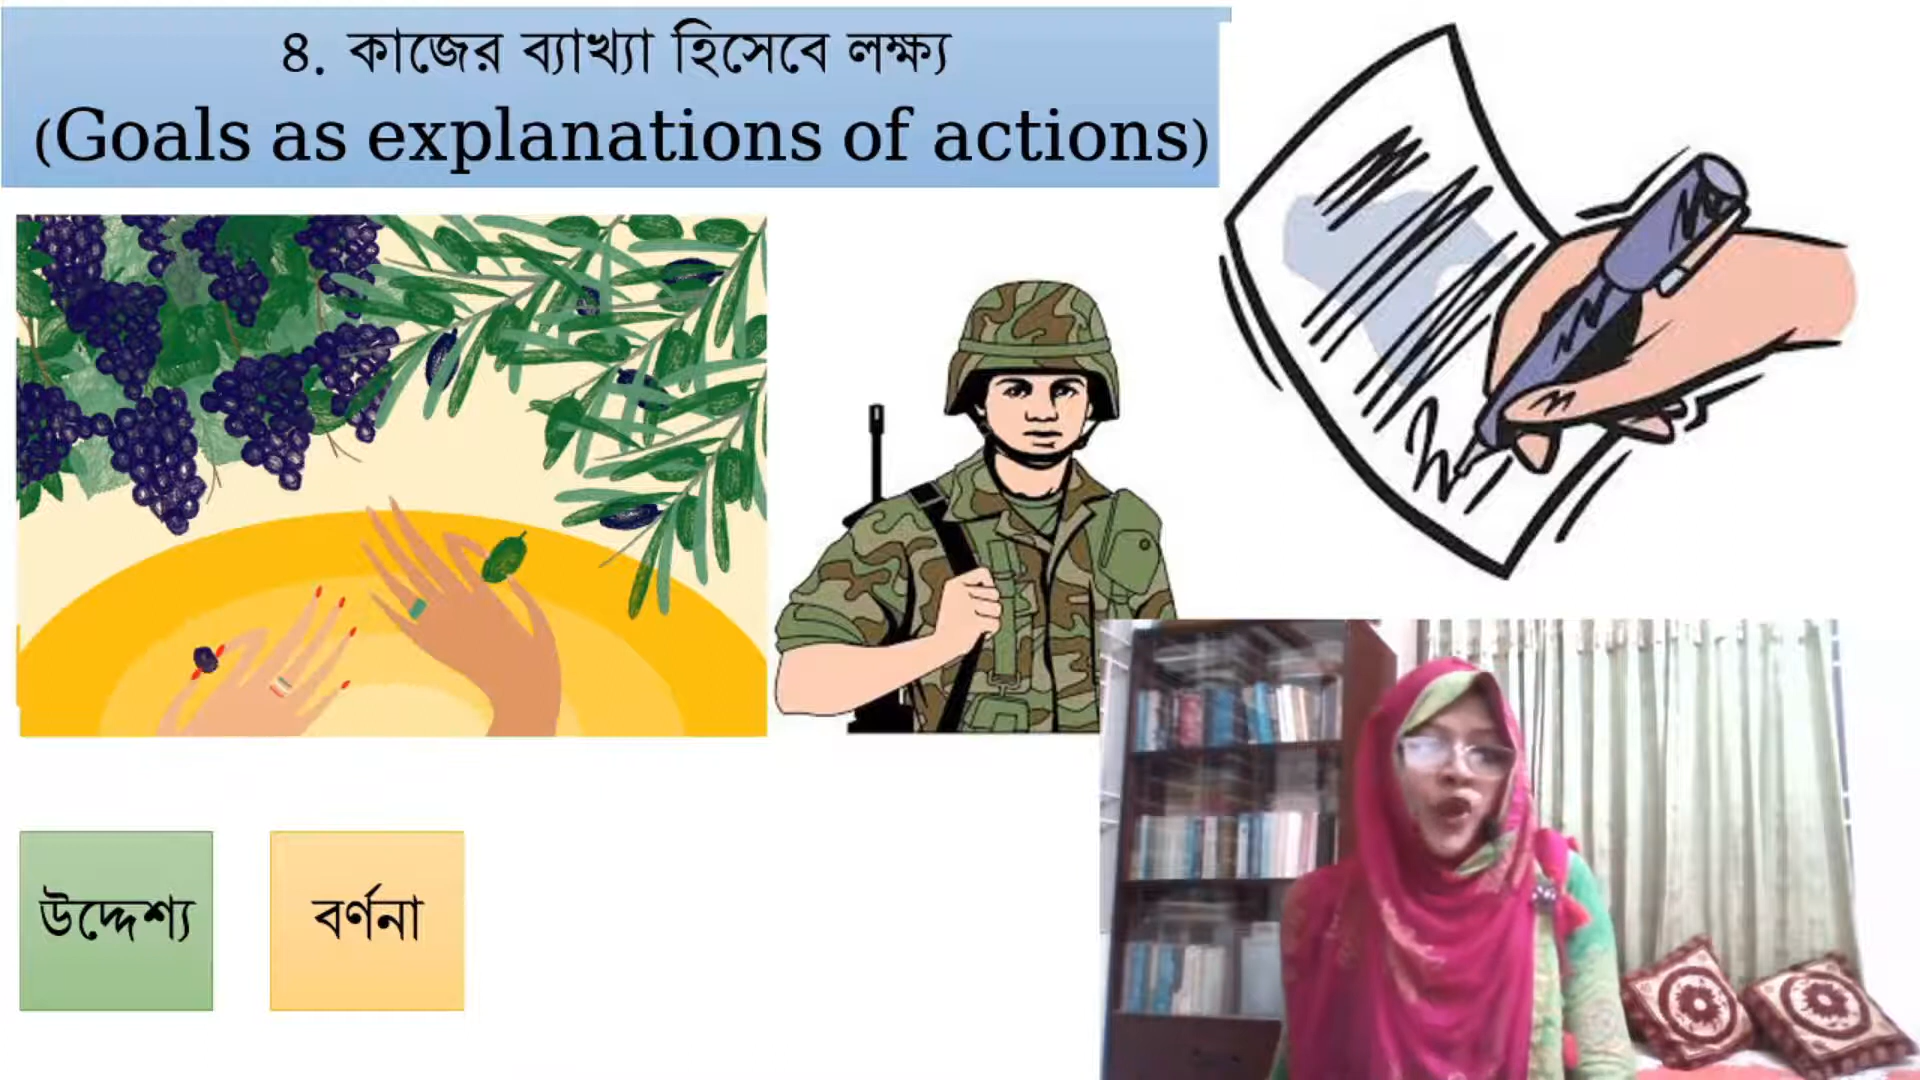 ৪. কাজের ব্যাখ্যা হিসেবে লক্ষ্য
(Goals as explanations of actions)
উদ্দেশ্য
বর্ণনা